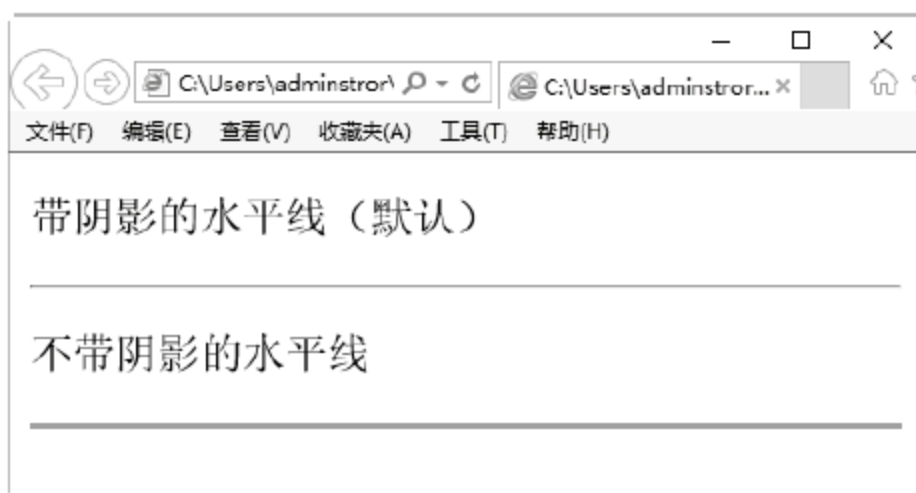 C:\Users\adminstror\ C:\Users\adminstror...
文件(F) 编辑(E) 查看(V) 收藏夹(A) 工具(T) 帮助(H)
带阴影的水平线（默认）
不带阴影的水平线